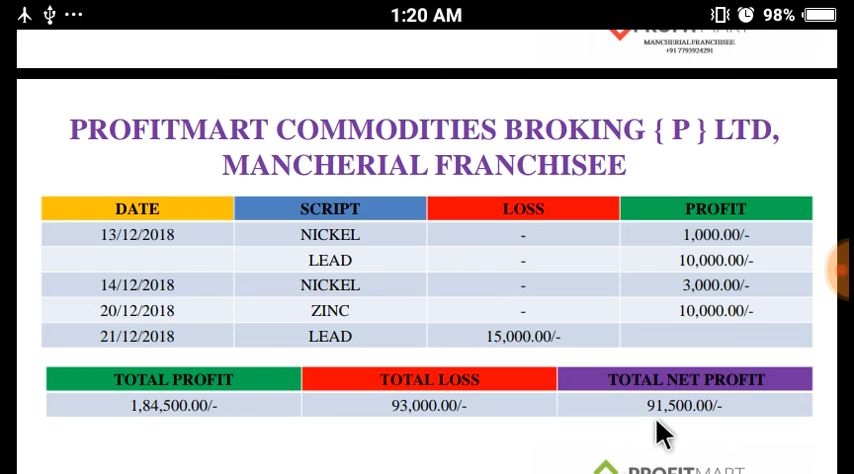 1:20 AM
98%
MANCHERIAL FRANCHISEE
+91 7793924291
PROFITMART COMMODITIES BROKING { P } LTD,
MANCHERIAL FRANCHISEE
DATE SCRIPT LOSS PROFIT
13/12/2018 NICKEL - 1,000.00/-
LEAD - 10,000.00/-
14/12/2018 NICKEL - 3,000.00/-
20/12/2018 ZINC - 10,000.00/-
21/12/2018 LEAD 15,000.00/-
TOTAL PROFIT TOTAL LOSS TOTAL NET PROFIT
1,84,500.00/- 93,000.00/- 91,500.00/-
PROFITMART